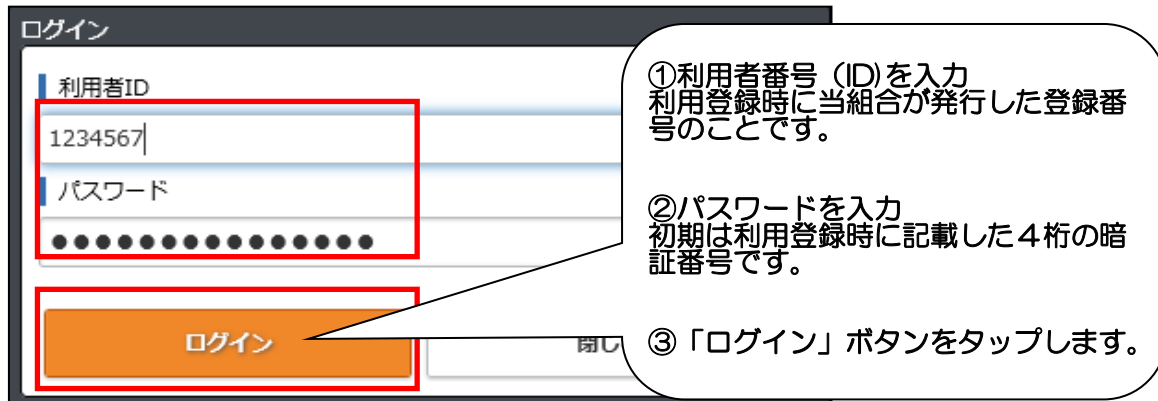 ログイン
利用者ID
1234567
パスワード
●●●●●●●●●●●●●●●
ログイン
閉じ
①利用者番号（ID)を入力
利用登録時に当組合が発行した登録番
号のことです。
②パスワードを入力
初期は利用登録時に記載した４桁の暗
証番号です。
③「ログイン」ボタンをタップします。